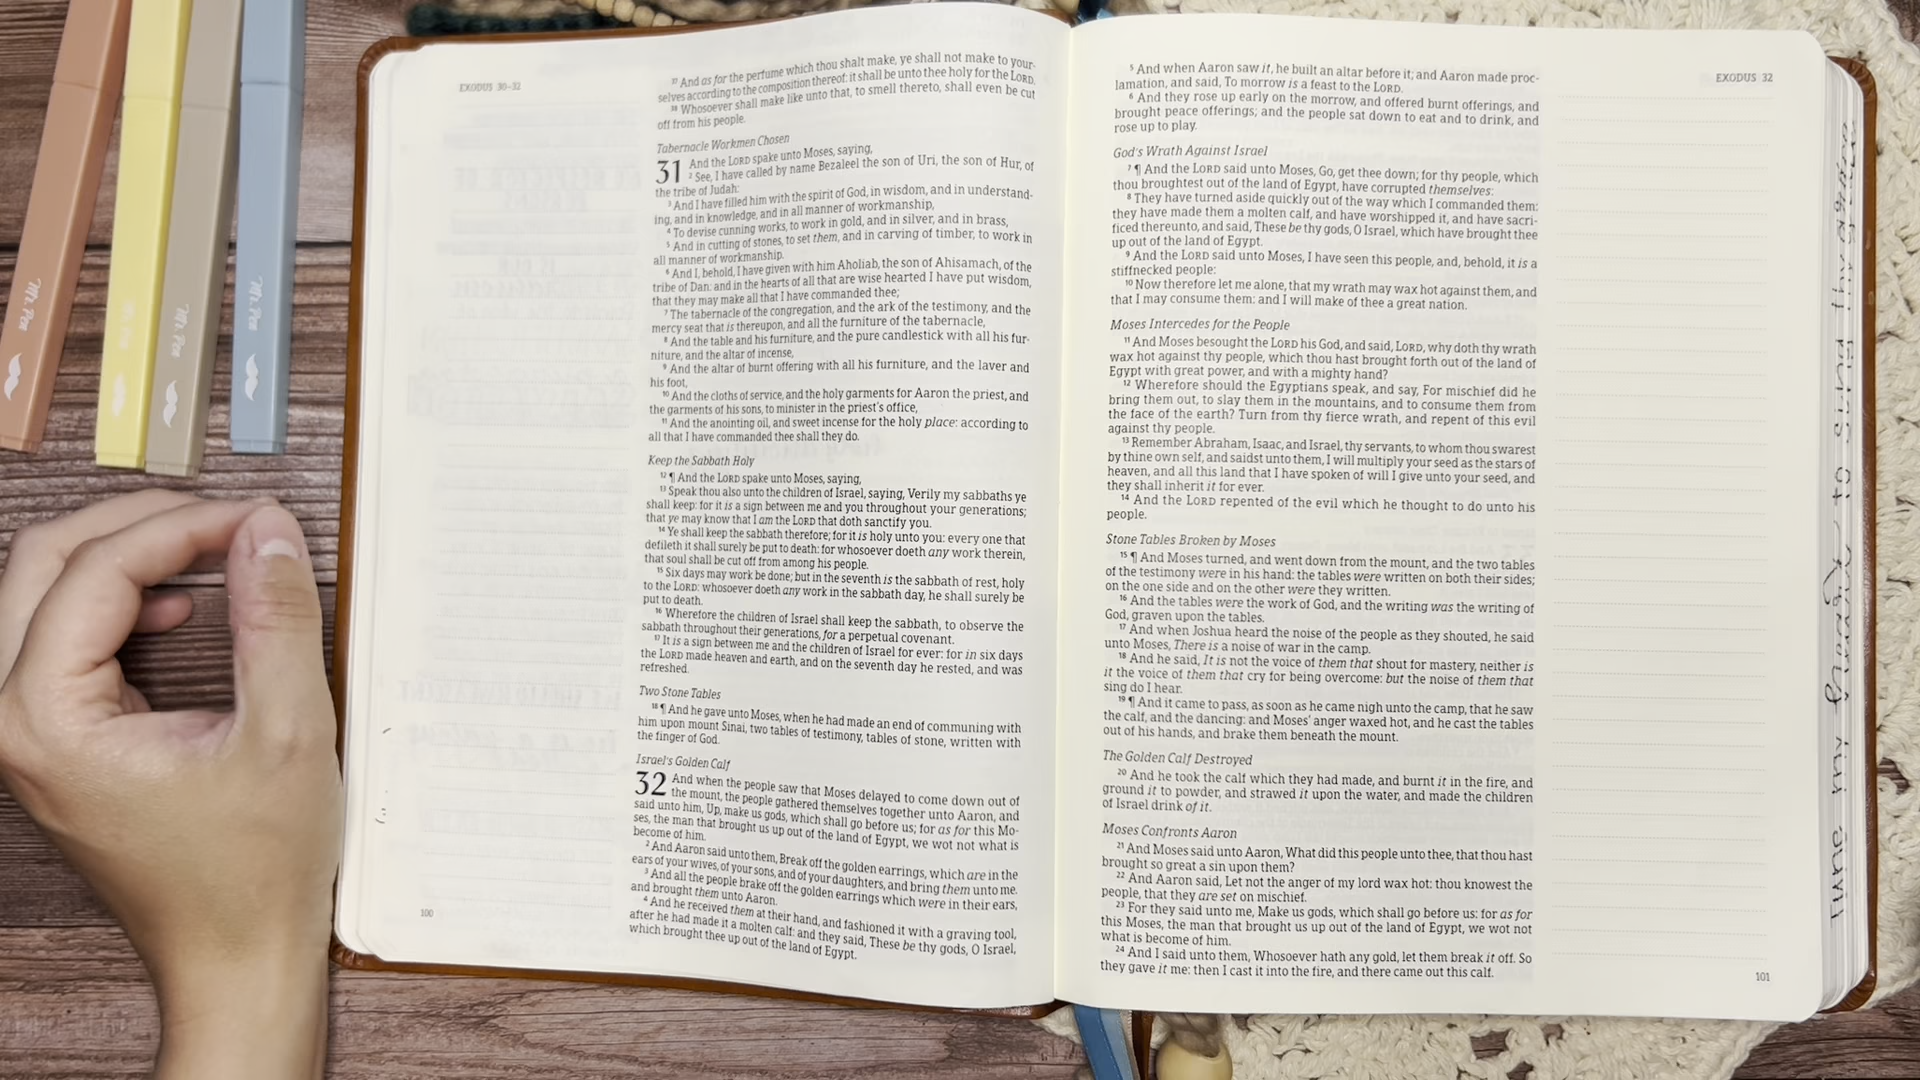 EXODUS 30–32
37 And as for the perfume which thou shalt make, ye shall not make to your-
selves according to the composition thereof: it shall be unto thee holy for the LORD.
38 Whosoever shall make like unto that, to smell thereto, shall even be cut
off from his people.
Tabernacle Workmen Chosen
31 And the LORD spake unto Moses, saying,
2 See, I have called by name Bezaleel the son of Uri, the son of Hur, of
the tribe of Judah:
3 And I have filled him with the spirit of God, in wisdom, and in understand-
ing, and in knowledge, and in all manner of workmanship,
4 To devise cunning works, to work in gold, and in silver, and in brass,
5 And in cutting of stones, to set them, and in carving of timber, to work in
all manner of workmanship.
6 And I, behold, I have given with him Aholiab, the son of Ahisamach, of the
tribe of Dan: and in the hearts of all that are wise hearted I have put wisdom,
that they may make all that I have commanded thee;
7 The tabernacle of the congregation, and the ark of the testimony, and the
mercy seat that is thereupon, and all the furniture of the tabernacle,
8 And the table and his furniture, and the pure candlestick with all his fur-
niture, and the altar of incense,
9 And the altar of burnt offering with all his furniture, and the laver and
his foot,
10 And the cloths of service, and the holy garments for Aaron the priest, and
the garments of his sons, to minister in the priest's office,
11 And the anointing oil, and sweet incense for the holy place: according to
all that I have commanded thee shall they do.
Keep the Sabbath Holy
12 ¶ And the LORD spake unto Moses, saying,
13 Speak thou also unto the children of Israel, saying, Verily my sabbaths ye
shall keep: for it is a sign between me and you throughout your generations;
that ye may know that I am the LORD that doth sanctify you.
14 Ye shall keep the sabbath therefore; for it is holy unto you: every one that
defileth it shall surely be put to death: for whosoever doeth any work therein,
that soul shall be cut off from among his people.
15 Six days may work be done; but in the seventh is the sabbath of rest, holy
to the LORD: whosoever doeth any work in the sabbath day, he shall surely be
put to death.
16 Wherefore the children of Israel shall keep the sabbath, to observe the
sabbath throughout their generations, for a perpetual covenant.
17 It is a sign between me and the children of Israel for ever: for in six days
the LORD made heaven and earth, and on the seventh day he rested, and was
refreshed.
Two Stone Tables
18 ¶ And he gave unto Moses, when he had made an end of communing with
him upon mount Sinai, two tables of testimony, tables of stone, written with
the finger of God.
Israel's Golden Calf
32 And when the people saw that Moses delayed to come down out of
the mount, the people gathered themselves together unto Aaron, and
said unto him, Up, make us gods, which shall go before us; for as for this Mo-
ses, the man that brought us up out of the land of Egypt, we wot not what is
become of him.
2 And Aaron said unto them, Break off the golden earrings, which are in the
ears of your wives, of your sons, and of your daughters, and bring them unto me.
3 And all the people brake off the golden earrings which were in their ears,
and brought them unto Aaron.
4 And he received them at their hand, and fashioned it with a graving tool,
after he had made it a molten calf: and they said, These be thy gods, O Israel,
which brought thee up out of the land of Egypt.
100
EXODUS 32
5 And when Aaron saw it, he built an altar before it; and Aaron made proc-
lamation, and said, To morrow is a feast to the LORD.
6 And they rose up early on the morrow, and offered burnt offerings, and
brought peace offerings; and the people sat down to eat and to drink, and
rose up to play.
God's Wrath Against Israel
7 ¶ And the LORD said unto Moses, Go, get thee down; for thy people, which
thou broughtest out of the land of Egypt, have corrupted themselves:
8 They have turned aside quickly out of the way which I commanded them:
they have made them a molten calf, and have worshipped it, and have sacri-
ficed thereunto, and said, These be thy gods, O Israel, which have brought thee
up out of the land of Egypt.
9 And the LORD said unto Moses, I have seen this people, and, behold, it is a
stiffnecked people:
10 Now therefore let me alone, that my wrath may wax hot against them, and
that I may consume them: and I will make of thee a great nation.
Moses Intercedes for the People
11 And Moses besought the LORD his God, and said, LORD, why doth thy wrath
wax hot against thy people, which thou hast brought forth out of the land of
Egypt with great power, and with a mighty hand?
12 Wherefore should the Egyptians speak, and say, For mischief did he
bring them out, to slay them in the mountains, and to consume them from
the face of the earth? Turn from thy fierce wrath, and repent of this evil
against thy people.
13 Remember Abraham, Isaac, and Israel, thy servants, to whom thou swarest
by thine own self, and saidst unto them, I will multiply your seed as the stars of
heaven, and all this land that I have spoken of will I give unto your seed, and
they shall inherit it for ever.
14 And the LORD repented of the evil which he thought to do unto his
people.
Stone Tables Broken by Moses
15 ¶ And Moses turned, and went down from the mount, and the two tables
of the testimony were in his hand: the tables were written on both their sides;
on the one side and on the other were they written.
16 And the tables were the work of God, and the writing was the writing of
God, graven upon the tables.
17 And when Joshua heard the noise of the people as they shouted, he said
unto Moses, There is a noise of war in the camp.
18 And he said, It is not the voice of them that shout for mastery, neither is
it the voice of them that cry for being overcome: but the noise of them that
sing do I hear.
19 ¶ And it came to pass, as soon as he came nigh unto the camp, that he saw
the calf, and the dancing: and Moses' anger waxed hot, and he cast the tables
out of his hands, and brake them beneath the mount.
The Golden Calf Destroyed
20 And he took the calf which they had made, and burnt it in the fire, and
ground it to powder, and strawed it upon the water, and made the children
of Israel drink of it.
Moses Confronts Aaron
21 And Moses said unto Aaron, What did this people unto thee, that thou hast
brought so great a sin upon them?
22 And Aaron said, Let not the anger of my lord wax hot: thou knowest the
people, that they are set on mischief.
23 For they said unto me, Make us gods, which shall go before us: for as for
this Moses, the man that brought us up out of the land of Egypt, we wot not
what is become of him.
24 And I said unto them, Whosoever hath any gold, let them break it off. So
they gave it me: then I cast it into the fire, and there came out this calf.
101
Mr. Pen
Mr. Pen
Mr. Pen
Mr. Pen